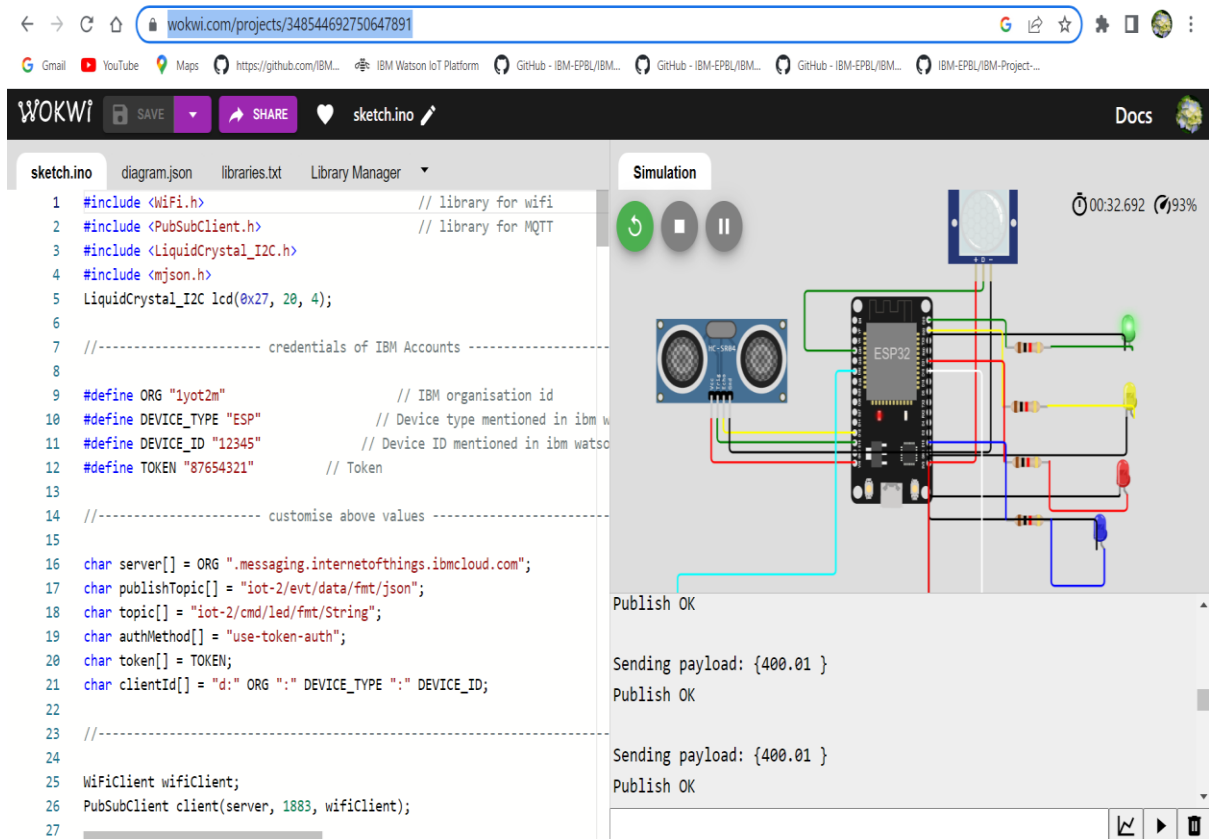 wokwi.com/projects/348544692750647891
G
Gmail YouTube Maps https://github.com/IBM... IBM Watson IoT Platform GitHub - IBM-EPBL/IBM... GitHub - IBM-EPBL/IBM... GitHub - IBM-EPBL/IBM... IBM-EPBL/IBM-Project-...
WOKWI SAVE SHARE sketch.ino Docs
sketch.ino diagram.json libraries.txt Library Manager
1 #include <WiFi.h> // library for wifi
2 #include <PubSubClient.h> // library for MQTT
3 #include <LiquidCrystal_I2C.h>
4 #include <mjson.h>
5 LiquidCrystal_I2C lcd(0x27, 20, 4);
6
7 //----------------------- credentials of IBM Accounts --------------------
8
9 #define ORG "1yot2m" // IBM organisation id
10 #define DEVICE_TYPE "ESP" // Device type mentioned in ibm w
11 #define DEVICE_ID "12345" // Device ID mentioned in ibm watso
12 #define TOKEN "87654321" // Token
13
14 //----------------------- customise above values -------------------------
15
16 char server[] = ORG ".messaging.internetofthings.ibmcloud.com";
17 char publishTopic[] = "iot-2/evt/data/fmt/json";
18 char topic[] = "iot-2/cmd/led/fmt/String";
19 char authMethod[] = "use-token-auth";
20 char token[] = TOKEN;
21 char clientId[] = "d:" ORG ":" DEVICE_TYPE ":" DEVICE_ID;
22
23 //-------------------------------------------------------------------------
24
25 WiFiClient wifiClient;
26 PubSubClient client(server, 1883, wifiClient);
27
Simulation
00:32.692 93%
+ D -
HC-SR04
Vcc Trig Echo Gnd
ESP32
Publish OK
Sending payload: {400.01 }
Publish OK
Sending payload: {400.01 }
Publish OK